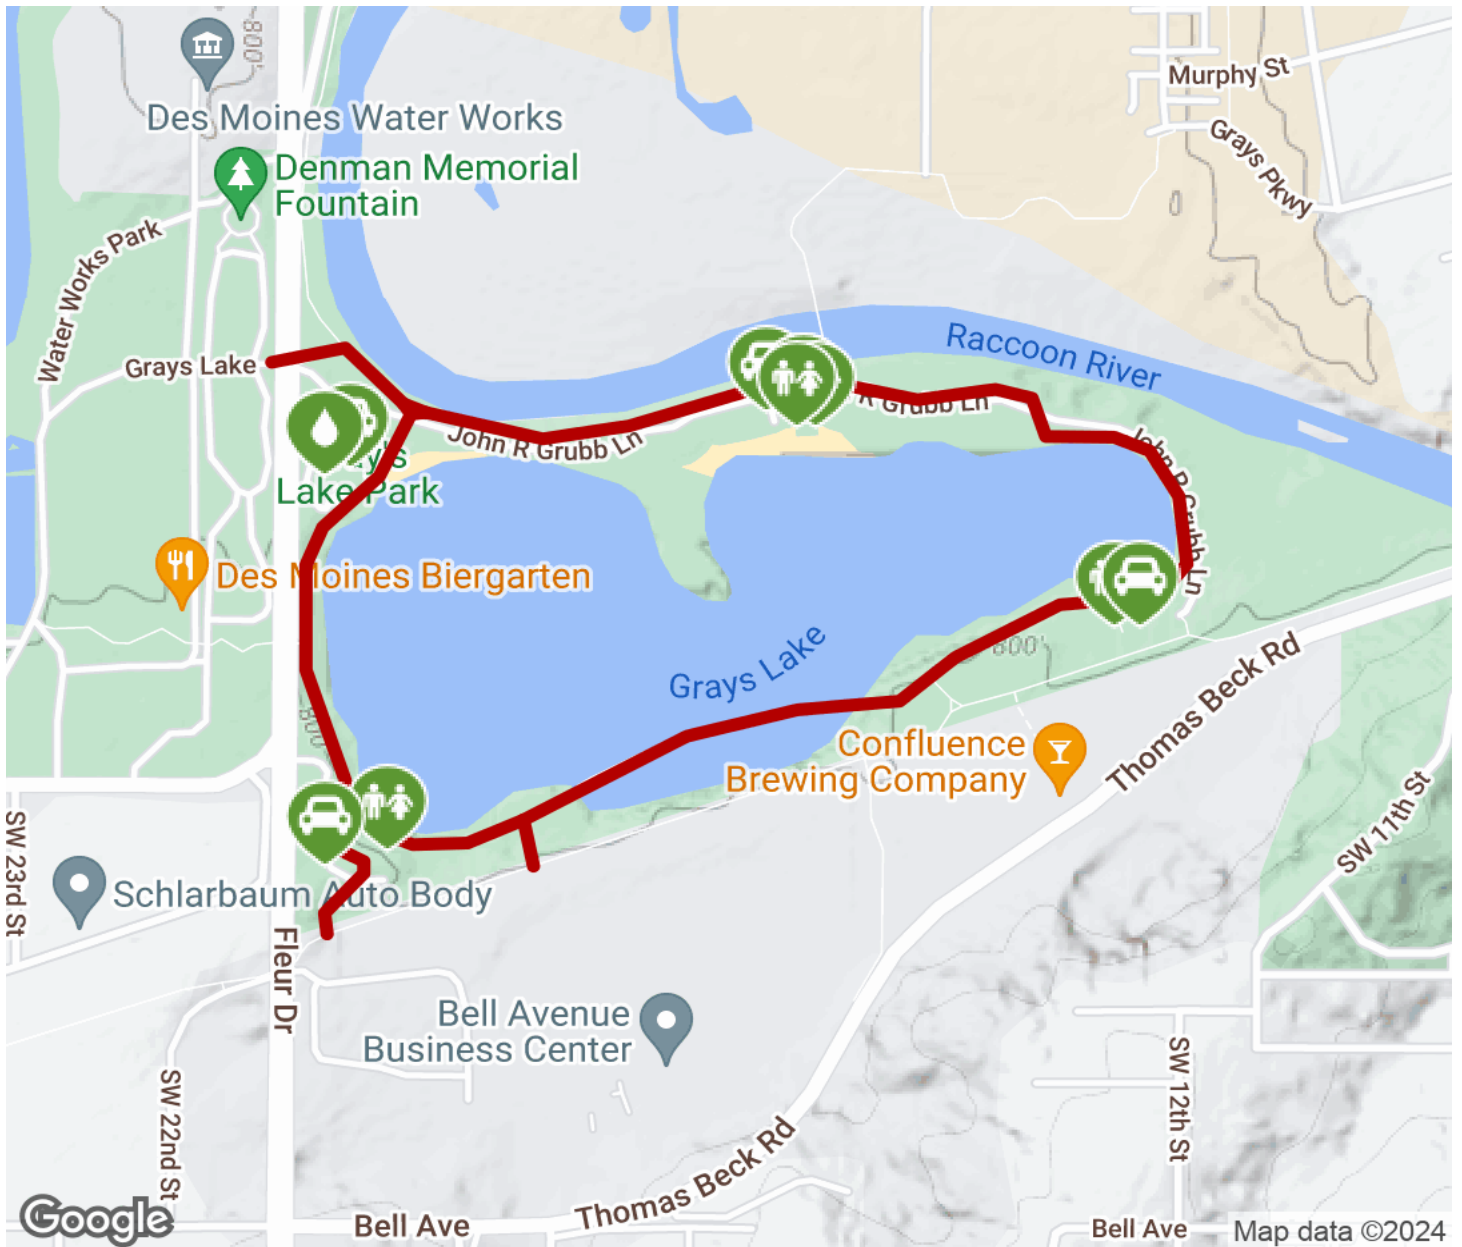 800'
Murphy St
Grays Pkwy
Des Moines Water Works
Denman Memorial
Fountain
Water Works Park
Grays Lake
Raccoon River
R Grubb Ln
John R Grubb Ln
John R Grubb Ln
Lake Park
Des Moines Biergarten
Grays Lake
800'
Thomas Beck Rd
800'
Confluence
Brewing Company
SW 11th St
SW 23rd St
Schlarbaum Auto Body
Fleur Dr
Bell Avenue
Business Center
SW 22nd St
SW 12th St
Thomas Beck Rd
Google
Bell Ave
Bell Ave
Map data ©2024